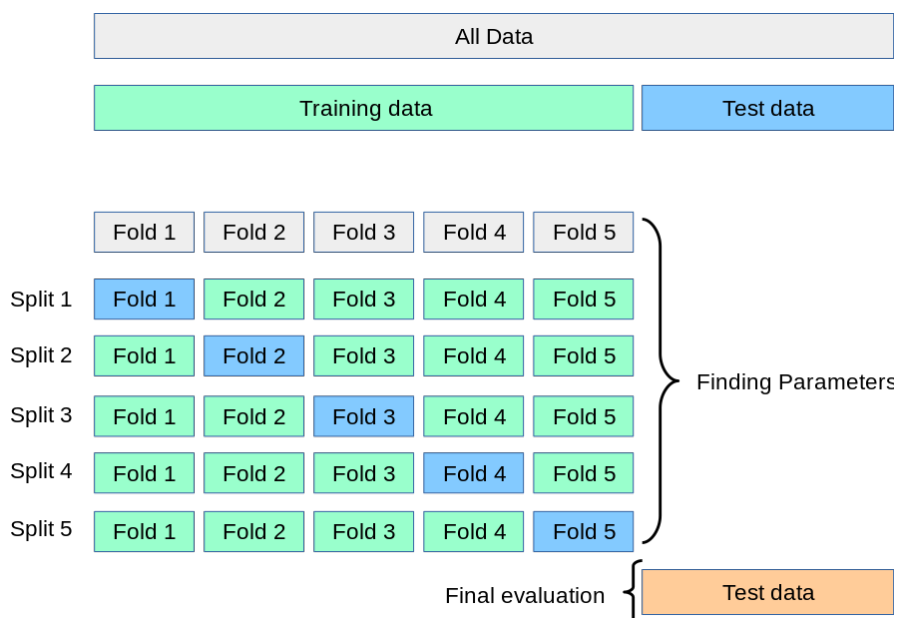 All Data
Training data Test data
Fold 1 Fold 2 Fold 3 Fold 4 Fold 5
Split 1 Fold 1 Fold 2 Fold 3 Fold 4 Fold 5
Split 2 Fold 1 Fold 2 Fold 3 Fold 4 Fold 5
Finding Parameters
Split 3 Fold 1 Fold 2 Fold 3 Fold 4 Fold 5
Split 4 Fold 1 Fold 2 Fold 3 Fold 4 Fold 5
Split 5 Fold 1 Fold 2 Fold 3 Fold 4 Fold 5
Final evaluation Test data